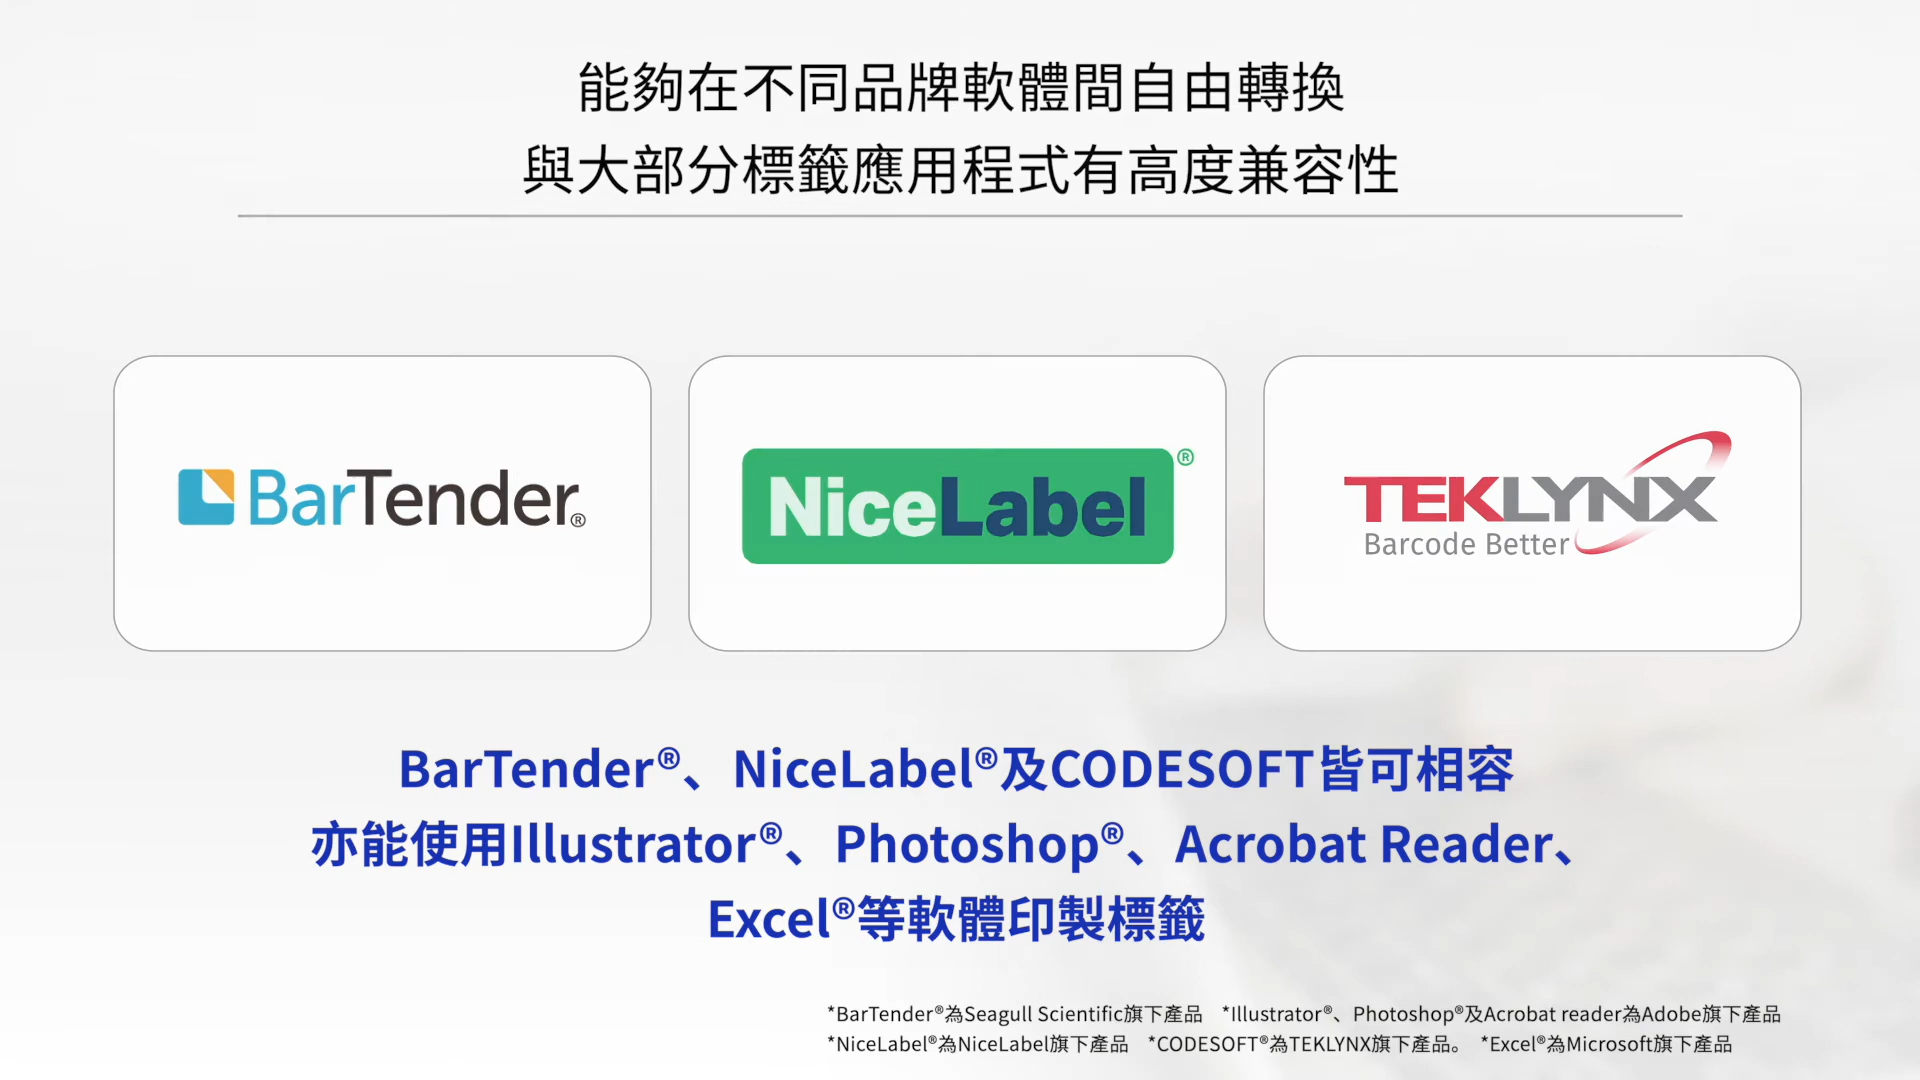 能夠在不同品牌軟體間自由轉換
與大部分標籤應用程式有高度兼容性
BarTender®
NiceLabel®
TEKLYNX
Barcode Better
BarTender®、NiceLabel®及CODESOFT皆可相容
亦能使用Illustrator®、Photoshop®、Acrobat Reader、
Excel®等軟體印製標籤
*BarTender®為Seagull Scientific旗下產品 *Illustrator®、Photoshop®及Acrobat reader為Adobe旗下產品
*NiceLabel®為NiceLabel旗下產品 *CODESOFT®為TEKLYNX旗下產品。 *Excel®為Microsoft旗下產品